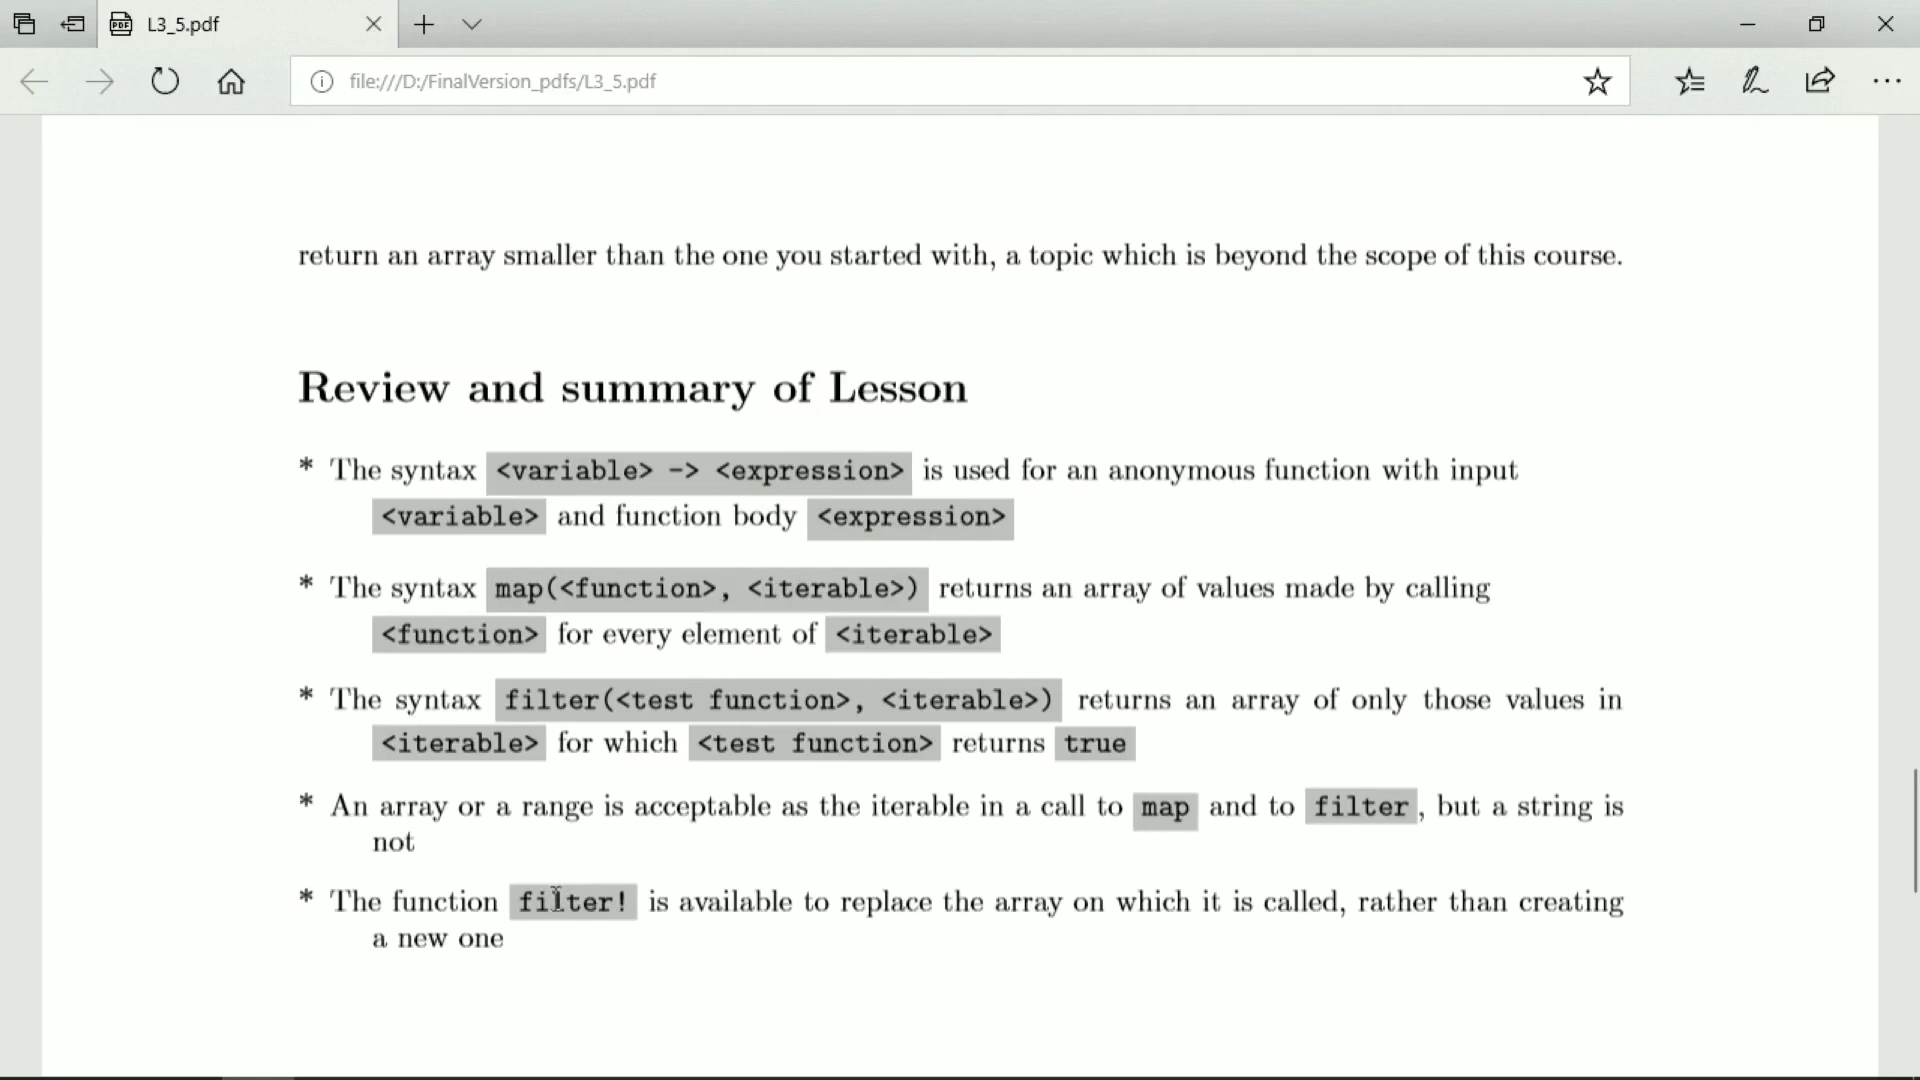 L3_5.pdf
file:///D:/FinalVersion_pdfs/L3_5.pdf
return an array smaller than the one you started with, a topic which is beyond the scope of this course.
Review and summary of Lesson
* The syntax <variable> -> <expression> is used for an anonymous function with input
<variable> and function body <expression>
* The syntax map(<function>, <iterable>) returns an array of values made by calling
<function> for every element of <iterable>
* The syntax filter(<test function>, <iterable>) returns an array of only those values in
<iterable> for which <test function> returns true
* An array or a range is acceptable as the iterable in a call to map and to filter, but a string is
not
* The function filter! is available to replace the array on which it is called, rather than creating
a new one